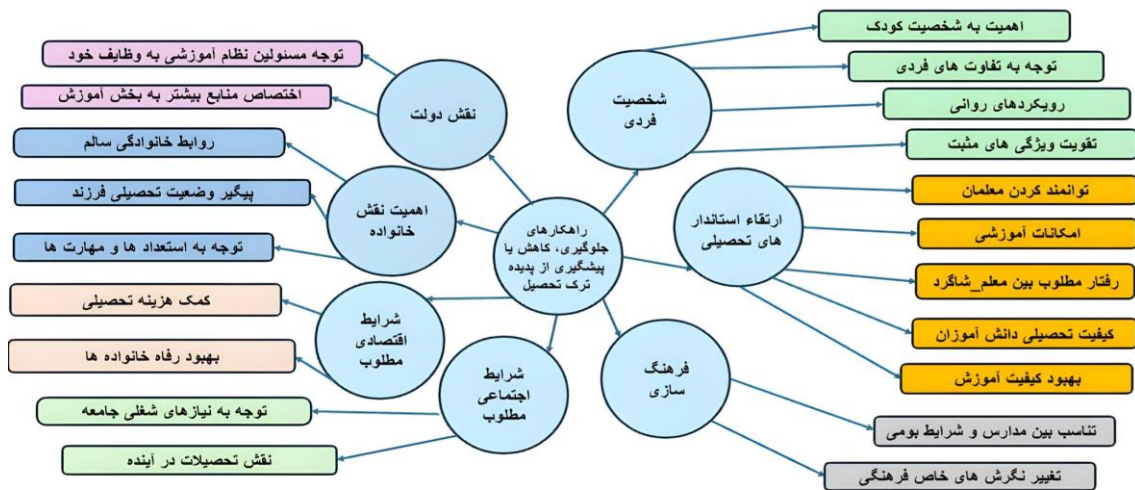 اهمیت به شخصیت کودک
توجه به تفاوت های فردی
رویکردهای روانی
تقویت ویژگی های مثبت
شخصیت
فردی
توانمند کردن معلمان
امکانات آموزشی
رفتار مطلوب بین معلم_شاگرد
کیفیت تحصیلی دانش آموزان
بهبود کیفیت آموزش
ارتقاء استاندار
های تحصیلی
تناسب بین مدارس و شرایط بومی
تغییر نگرش های خاص فرهنگی
فرهنگ
سازی
راهکارهای
جلوگیری، کاهش یا
پیشگیری از پدیده
ترک تحصیل
نقش دولت
توجه مسئولین نظام آموزشی به وظایف خود
اختصاص منابع بیشتر به بخش آموزش
اهمیت نقش
خانواده
روابط خانوادگی سالم
پیگیر وضعیت تحصیلی فرزند
توجه به استعداد ها و مهارت ها
شرایط
اقتصادی
مطلوب
کمک هزینه تحصیلی
بهبود رفاه خانواده ها
شرایط
اجتماعی
مطلوب
توجه به نیازهای شغلی جامعه
نقش تحصیلات در آینده